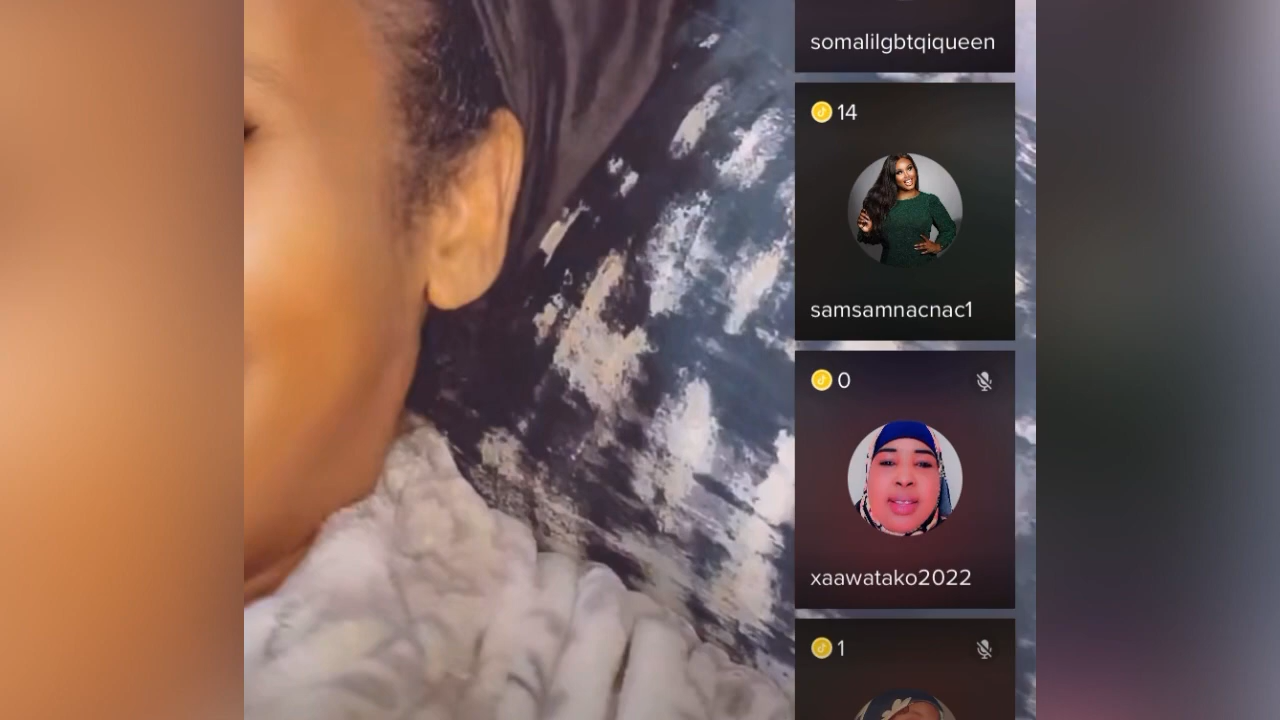 somalilgbtqiqueen
14
samsamnacnac1
0
xaawatako2022
1